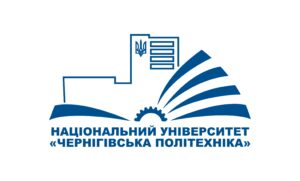 НАЦІОНАЛЬНИЙ УНІВЕРСИТЕТ
«ЧЕРНІГІВСЬКА ПОЛІТЕХНІКА»